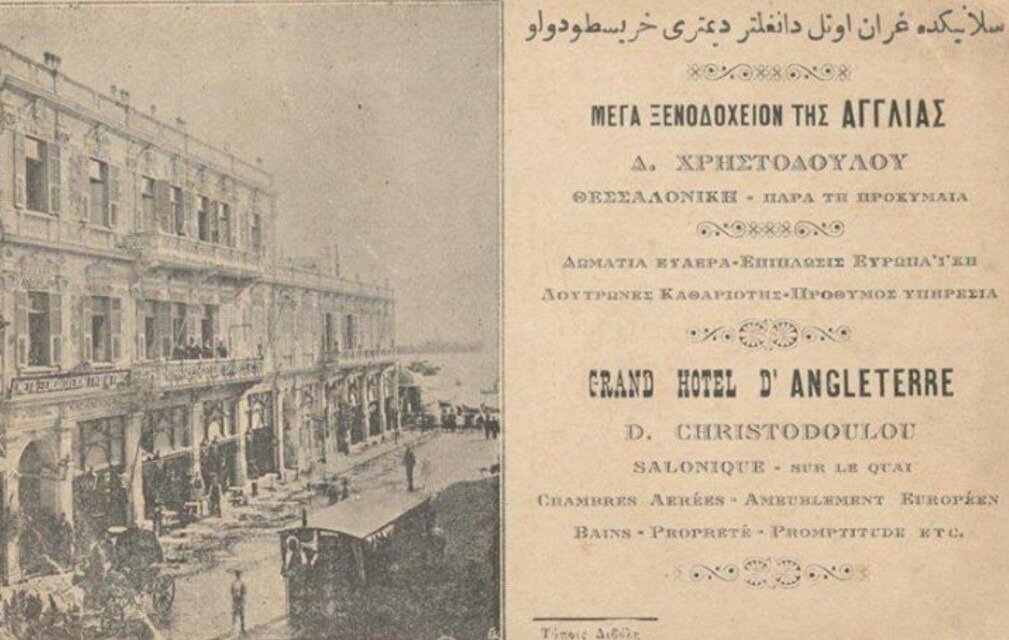 سلانیكده غران اوتل دانغلتر دیمتری خریسطودولو
ΜΕΓΑ ΞΕΝΟΔΟΧΕΙΟΝ ΤΗΣ ΑΓΓΛΙΑΣ
Δ. ΧΡΗΣΤΟΔΟΥΛΟΥ
ΘΕΣΣΑΛΟΝΙΚΗ - ΠΑΡΑ ΤΗ ΠΡΟΚΥΜΑΙΑ
ΔΩΜΑΤΙΑ ΕΥΑΕΡΑ-ΕΠΙΠΛΩΣΙΣ ΕΥΡΩΠΑΪΚΗ
ΛΟΥΤΡΩΝΕΣ ΚΑΘΑΡΙΟΤΗΣ-ΠΡΟΘΥΜΟΣ ΥΠΗΡΕΣΙΑ
GRAND HOTEL D' ANGLETERRE
D. CHRISTODOULOU
SALONIQUE - SUR LE QUAI
CHAMBRES AERÉES - AMEUBLEMENT EUROPÉEN
BAINS - PROPRETÉ - PROMPTITUDE ETC.
Τύποις